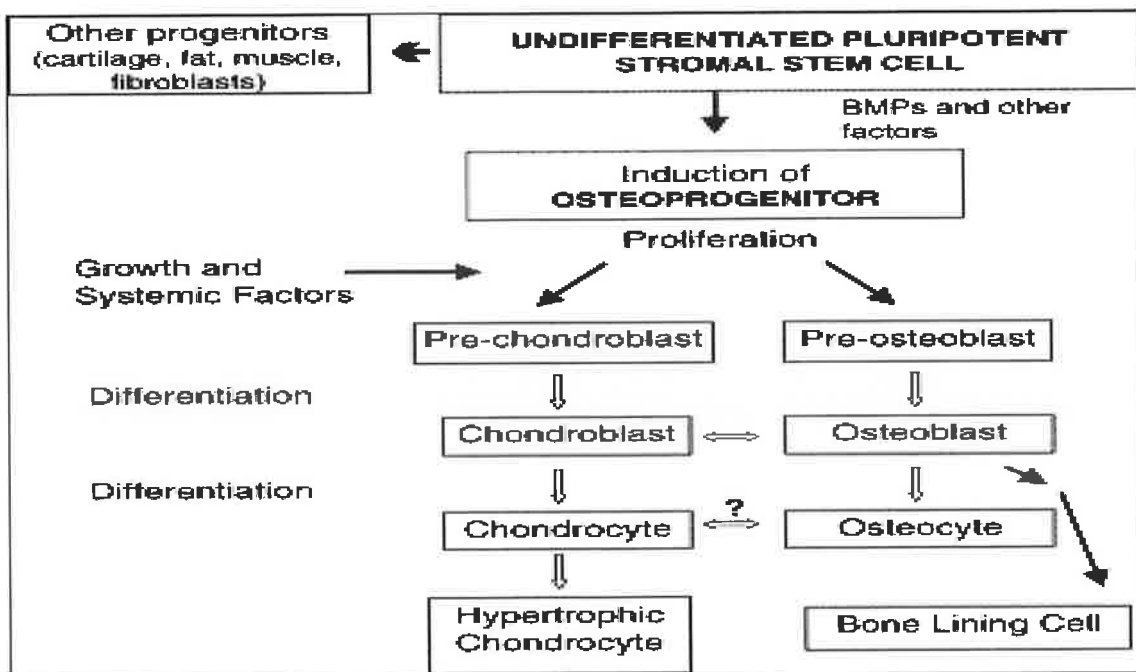 Other progenitors
(cartilage, fat, muscle,
fibroblasts)
UNDIFFERENTIATED PLURIPOTENT
STROMAL STEM CELL
BMPs and other
factors
Induction of
OSTEOPROGENITOR
Proliferation
Growth and
Systemic Factors
Pre-chondroblast
Pre-osteoblast
Differentiation
Chondroblast
Osteoblast
Differentiation
?
Chondrocyte
Osteocyte
Hypertrophic
Chondrocyte
Bone Lining Cell